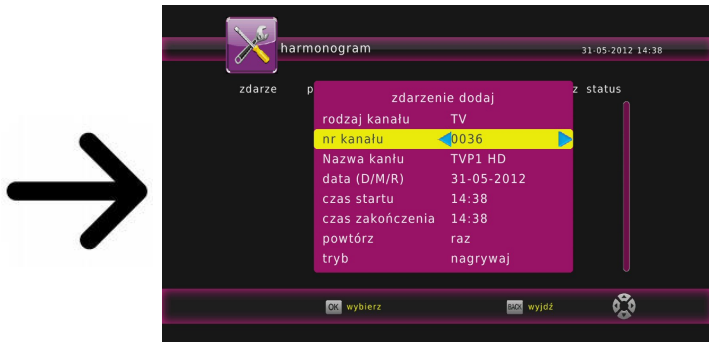 harmonogram
31-05-2012 14:38
zdarze p z status
zdarzenie dodaj
rodzaj kanału TV
nr kanału 0036
Nazwa kanłu TVP1 HD
data (D/M/R) 31-05-2012
czas startu 14:38
czas zakończenia 14:38
powtórz raz
tryb nagrywaj
OK wybierz BACK wyjdź